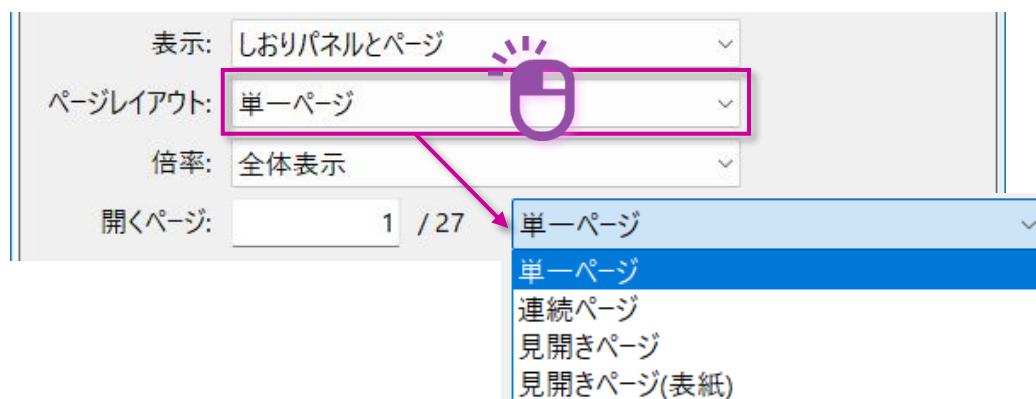 表示: しおりパネルとページ
ページレイアウト: 単一ページ
倍率: 全体表示
開くページ: 1 / 27
単一ページ
単一ページ
連続ページ
見開きページ
見開きページ(表紙)